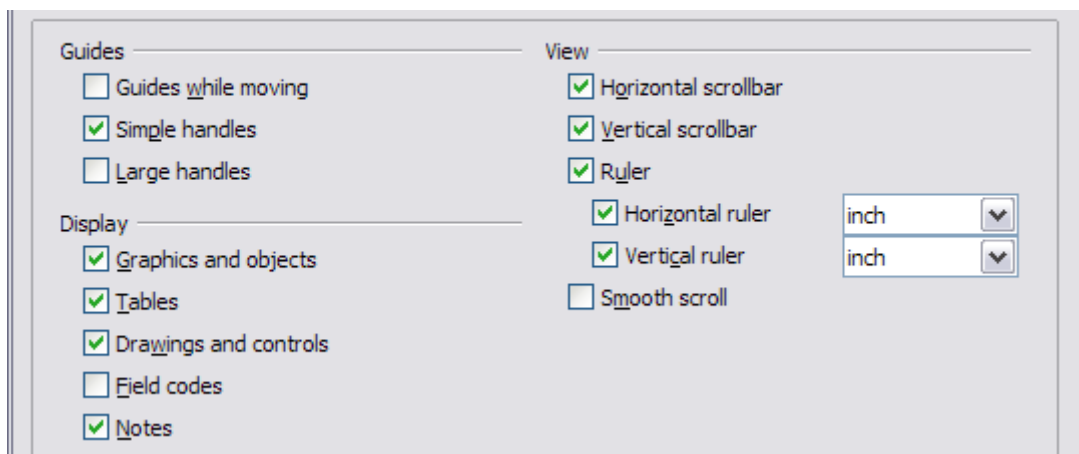 Guides
Guides while moving
Simple handles
Large handles
Display
Graphics and objects
Tables
Drawings and controls
Field codes
Notes
View
Horizontal scrollbar
Vertical scrollbar
Ruler
Horizontal ruler inch
Vertical ruler inch
Smooth scroll